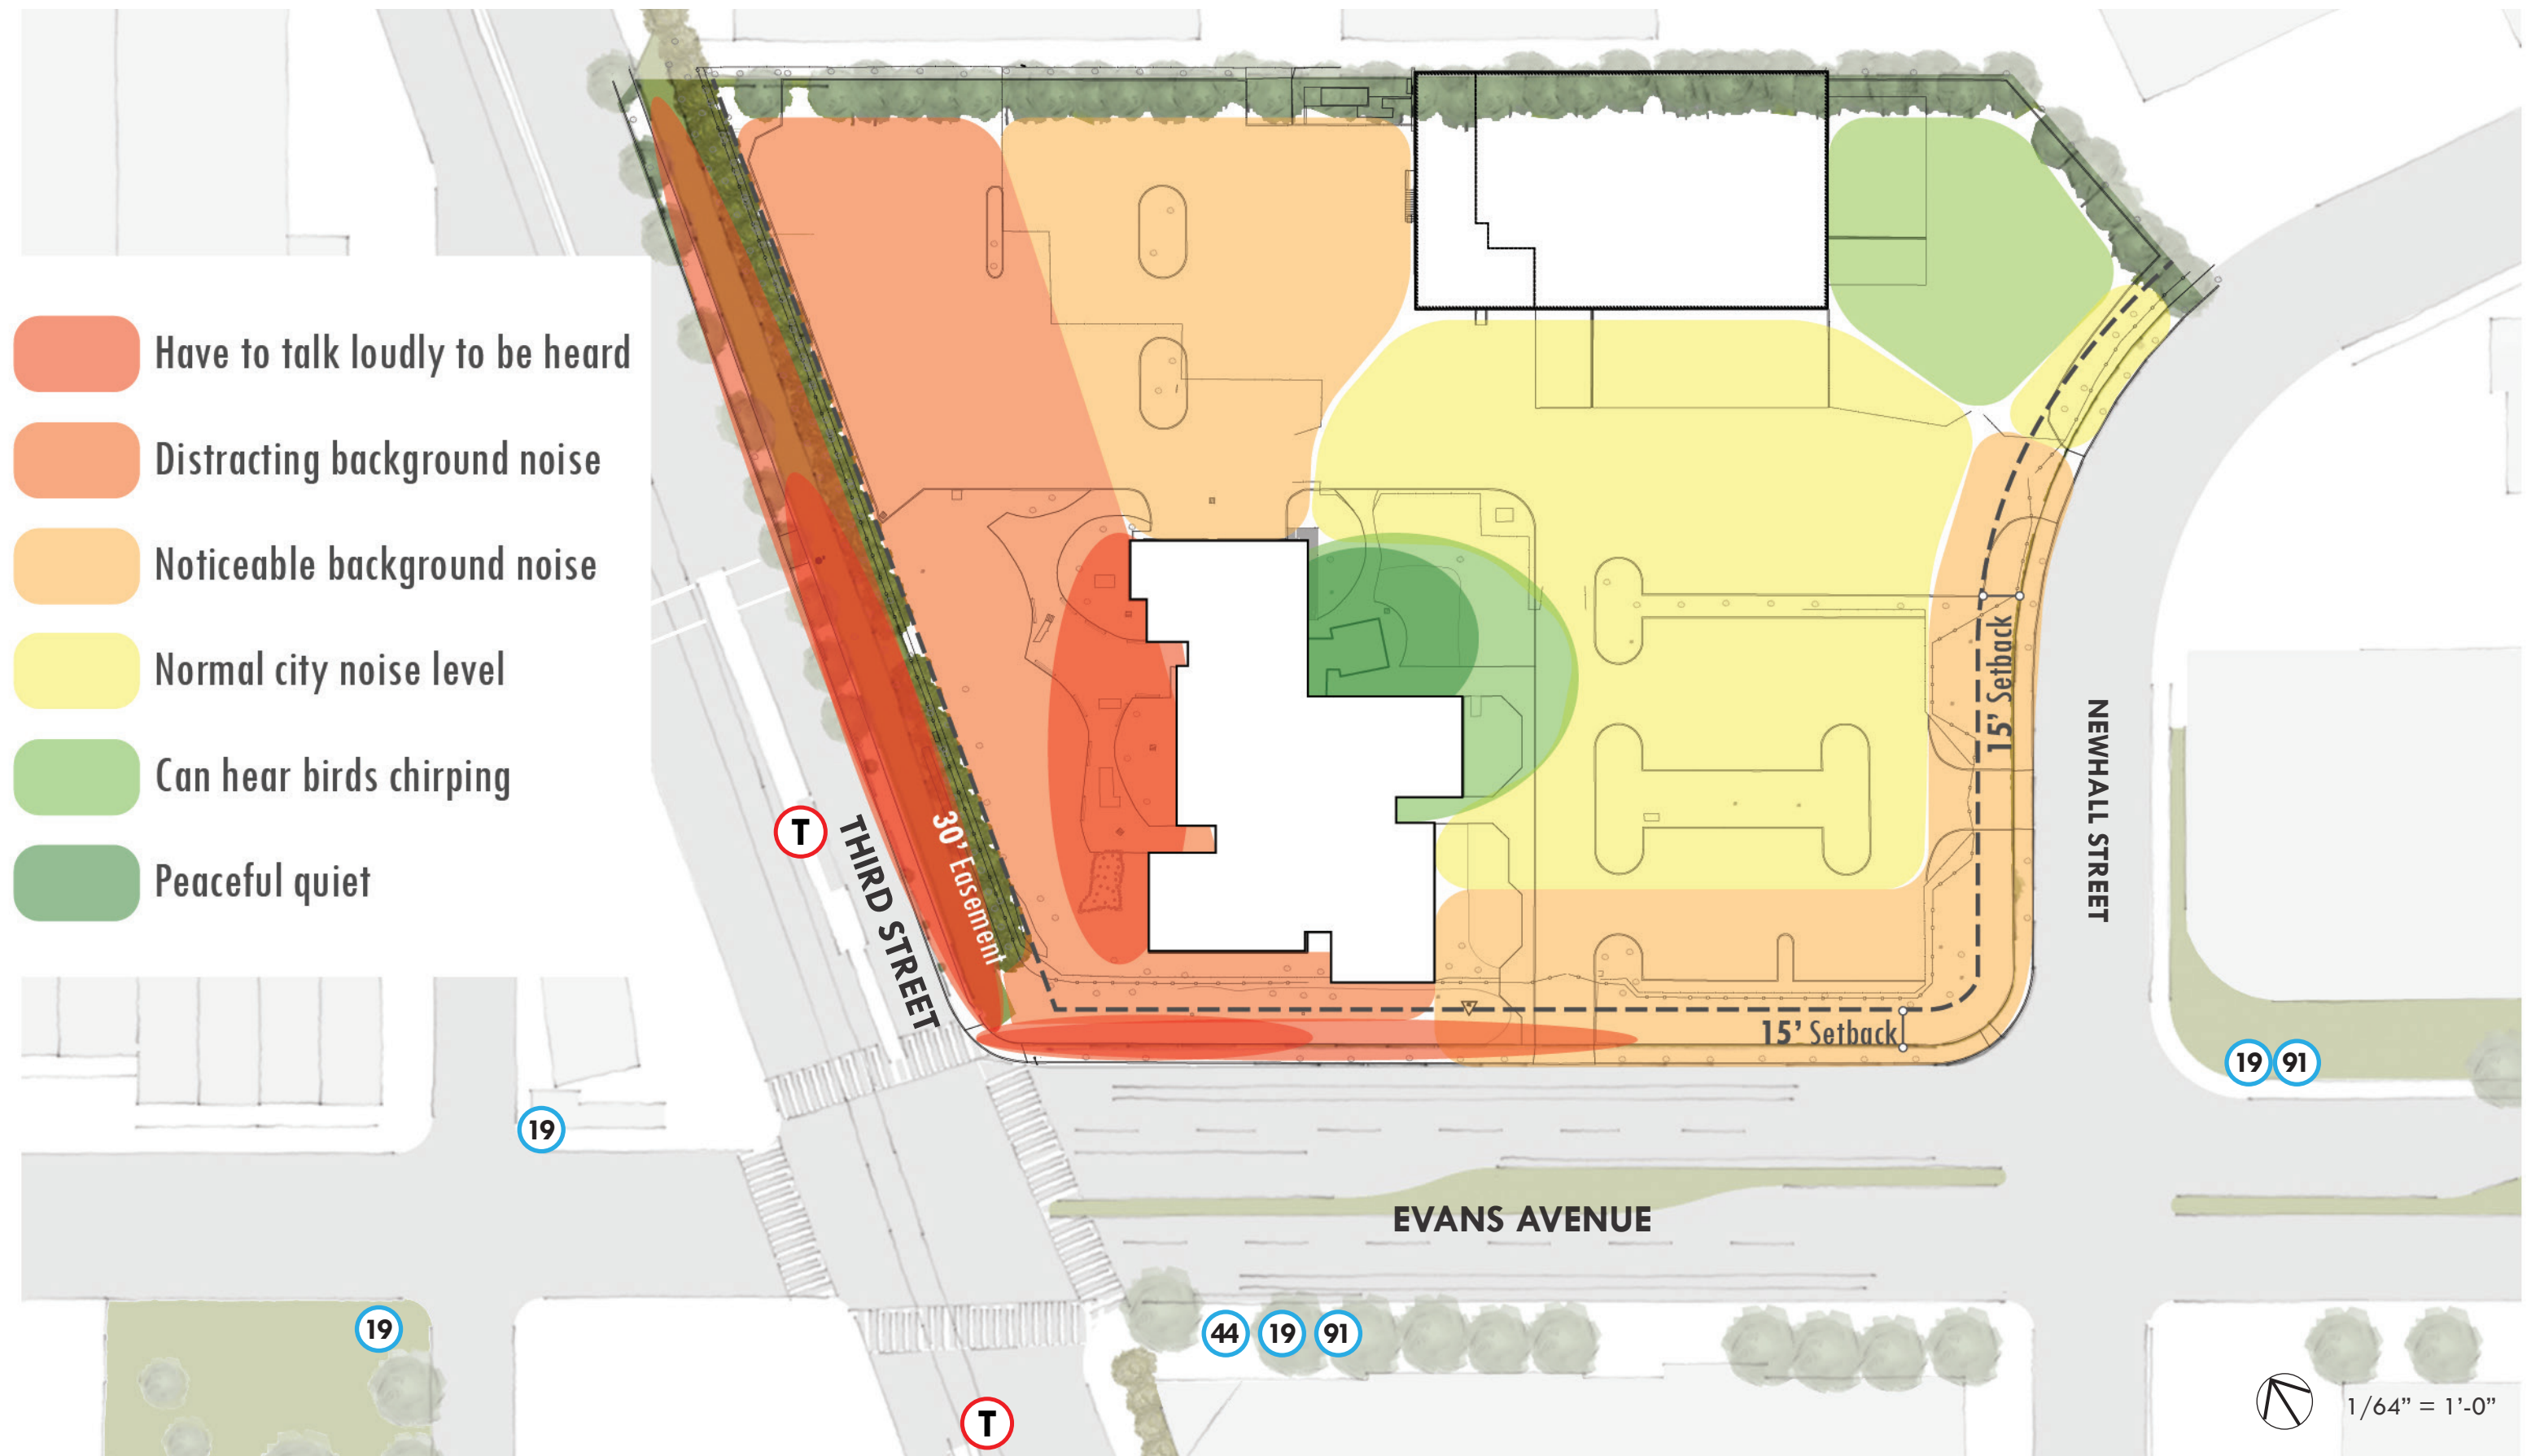 Have to talk loudly to be heard
Distracting background noise
Noticeable background noise
Normal city noise level
Can hear birds chirping
Peaceful quiet
T
THIRD STREET
30' Easement
15' Setback
NEWHALL STREET
15' Setback
19
91
19
EVANS AVENUE
19
44
19
91
T
1/64" = 1'-0"